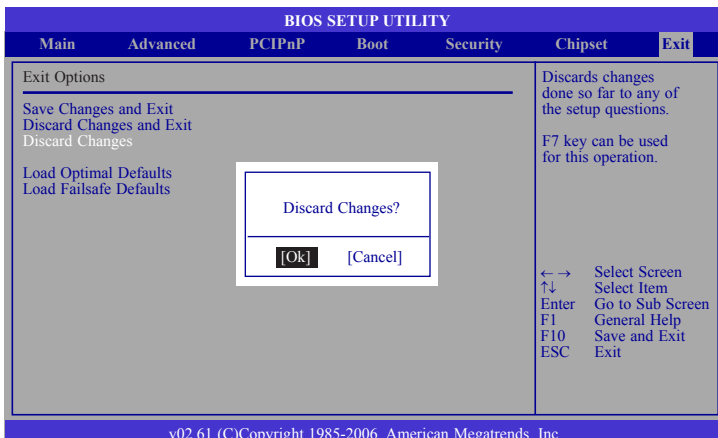 BIOS SETUP UTILITY
Main Advanced PCIPnP Boot Security Chipset Exit
Exit Options
Save Changes and Exit
Discard Changes and Exit
Discard Changes
Load Optimal Defaults
Load Failsafe Defaults
Discard Changes?
[Ok] [Cancel]
Discards changes
done so far to any of
the setup questions.
F7 key can be used
for this operation.
←→ Select Screen
↑↓ Select Item
Enter Go to Sub Screen
F1 General Help
F10 Save and Exit
ESC Exit
v02.61 (C)Copyright 1985-2006, American Megatrends, Inc.